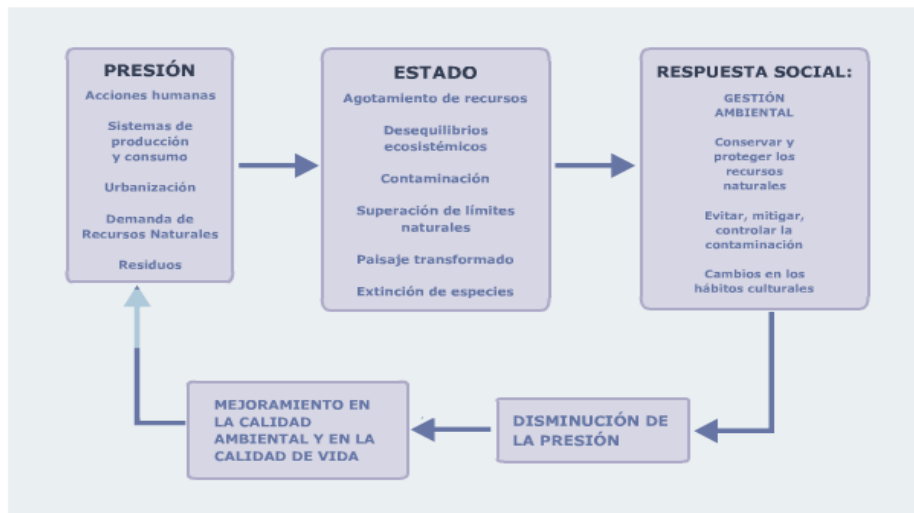 PRESIÓN
Acciones humanas
Sistemas de
producción
y consumo
Urbanización
Demanda de
Recursos Naturales
Residuos
ESTADO
Agotamiento de recursos
Desequilibrios
ecosistémicos
Contaminación
Superación de límites
naturales
Paisaje transformado
Extinción de especies
RESPUESTA SOCIAL:
GESTIÓN
AMBIENTAL
Conservar y
proteger los
recursos
naturales
Evitar, mitigar,
controlar la
contaminación
Cambios en los
hábitos culturales
DISMINUCIÓN DE
LA PRESIÓN
MEJORAMIENTO EN
LA CALIDAD
AMBIENTAL Y EN LA
CALIDAD DE VIDA